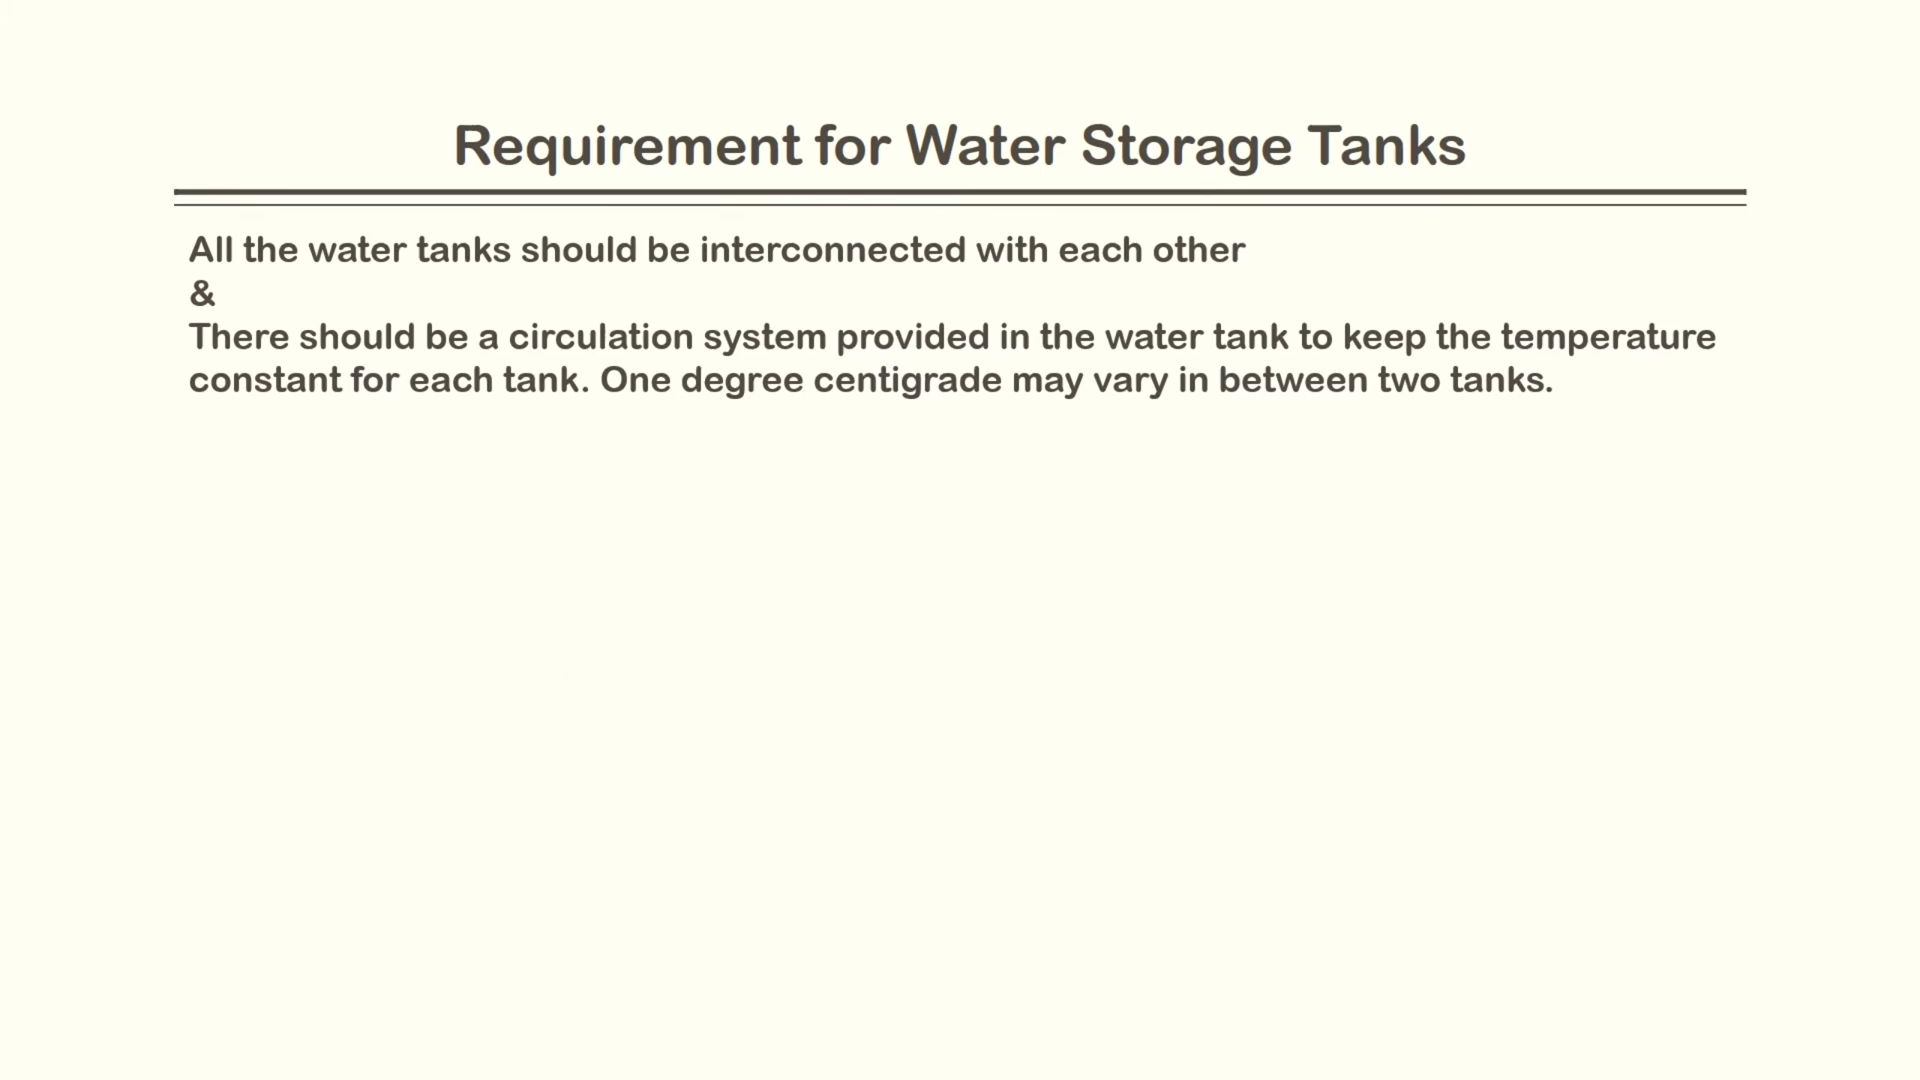 Requirement for Water Storage Tanks
All the water tanks should be interconnected with each other
&
There should be a circulation system provided in the water tank to keep the temperature
constant for each tank. One degree centigrade may vary in between two tanks.